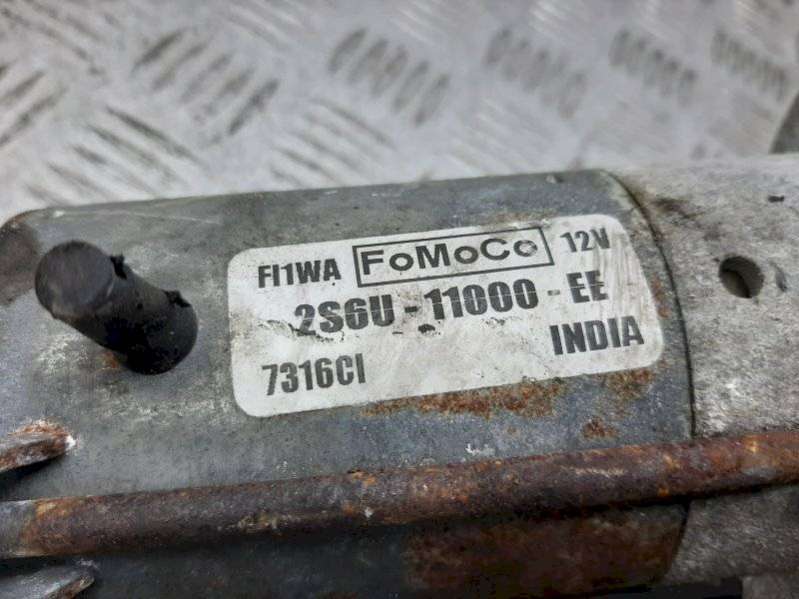 FI1WA FoMoCo 12V
2S6U-11000-EE
7316CI INDIA